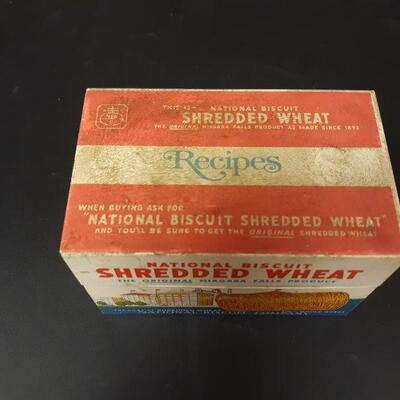 THIS IS — NATIONAL BISCUIT
SHREDDED WHEAT
THE ORIGINAL NIAGARA FALLS PRODUCT AS MADE SINCE 1892
Recipes
WHEN BUYING ASK FOR
"NATIONAL BISCUIT SHREDDED WHEAT"
AND YOU'LL BE SURE TO GET THE ORIGINAL SHREDDED WHEAT
NATIONAL BISCUIT
SHREDDED WHEAT
THE ORIGINAL NIAGARA FALLS PRODUCT